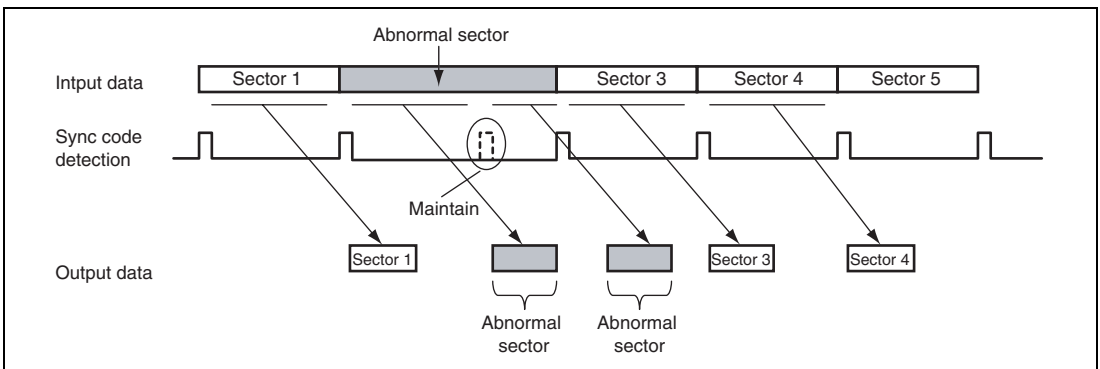 Abnormal sector
Intput data
Sector 1
Sector 3
Sector 4
Sector 5
Sync code
detection
Maintain
Output data
Sector 1
Sector 3
Sector 4
Abnormal
sector
Abnormal
sector